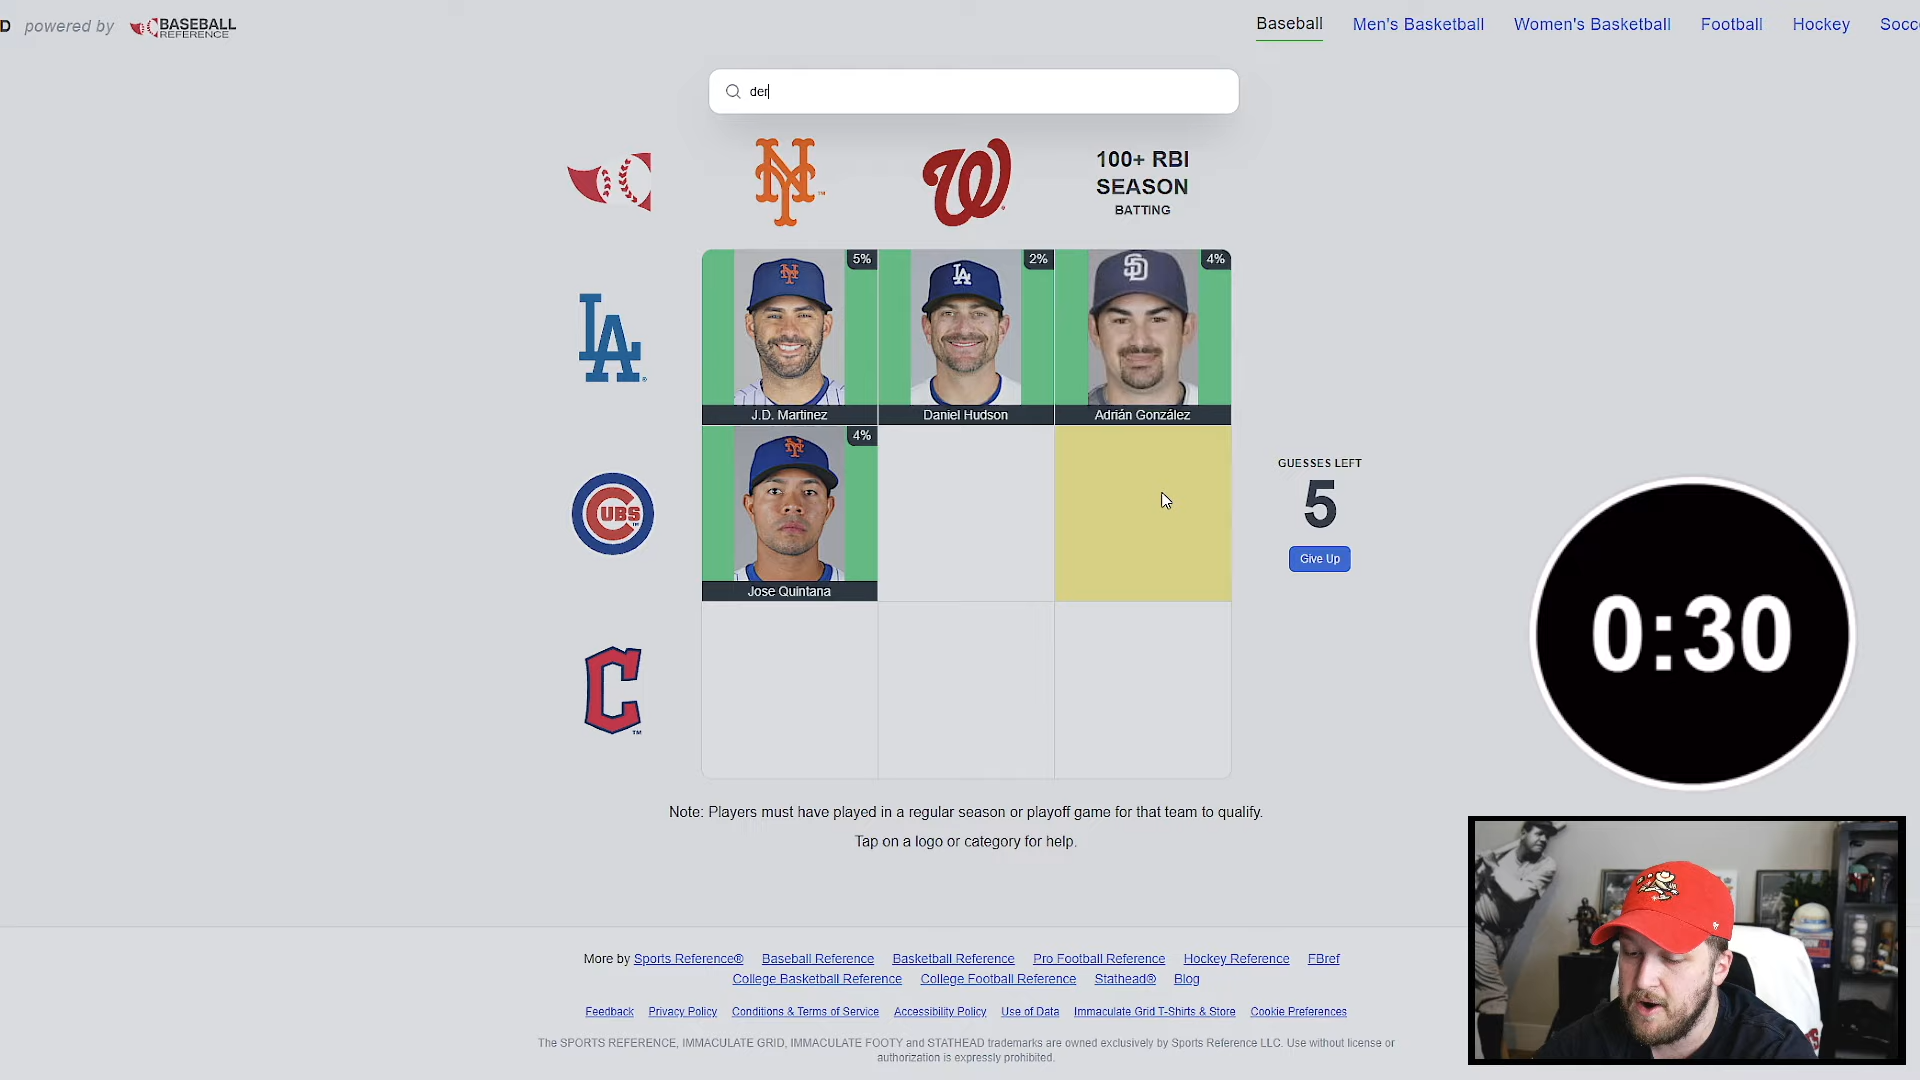 D powered by BASEBALL REFERENCE
Baseball Men's Basketball Women's Basketball Football Hockey Socc
der
NY ™
W
100+ RBI
SEASON
BATTING
5%
2%
SD
4%
LA
J.D. Martinez
Daniel Hudson
Adrián González
4%
GUESSES LEFT
5
CUBS
Give Up
Jose Quintana
0:30
C
Note: Players must have played in a regular season or playoff game for that team to qualify.
Tap on a logo or category for help.
More by Sports Reference® Baseball Reference Basketball Reference Pro Football Reference Hockey Reference FBref
College Basketball Reference College Football Reference Stathead® Blog
Feedback Privacy Policy Conditions & Terms of Service Accessibility Policy Use of Data Immaculate Grid T-Shirts & Store Cookie Preferences
The SPORTS REFERENCE, IMMACULATE GRID, IMMACULATE FOOTY and STATHEAD trademarks are owned exclusively by Sports Reference LLC. Use without license or
authorization is expressly prohibited.